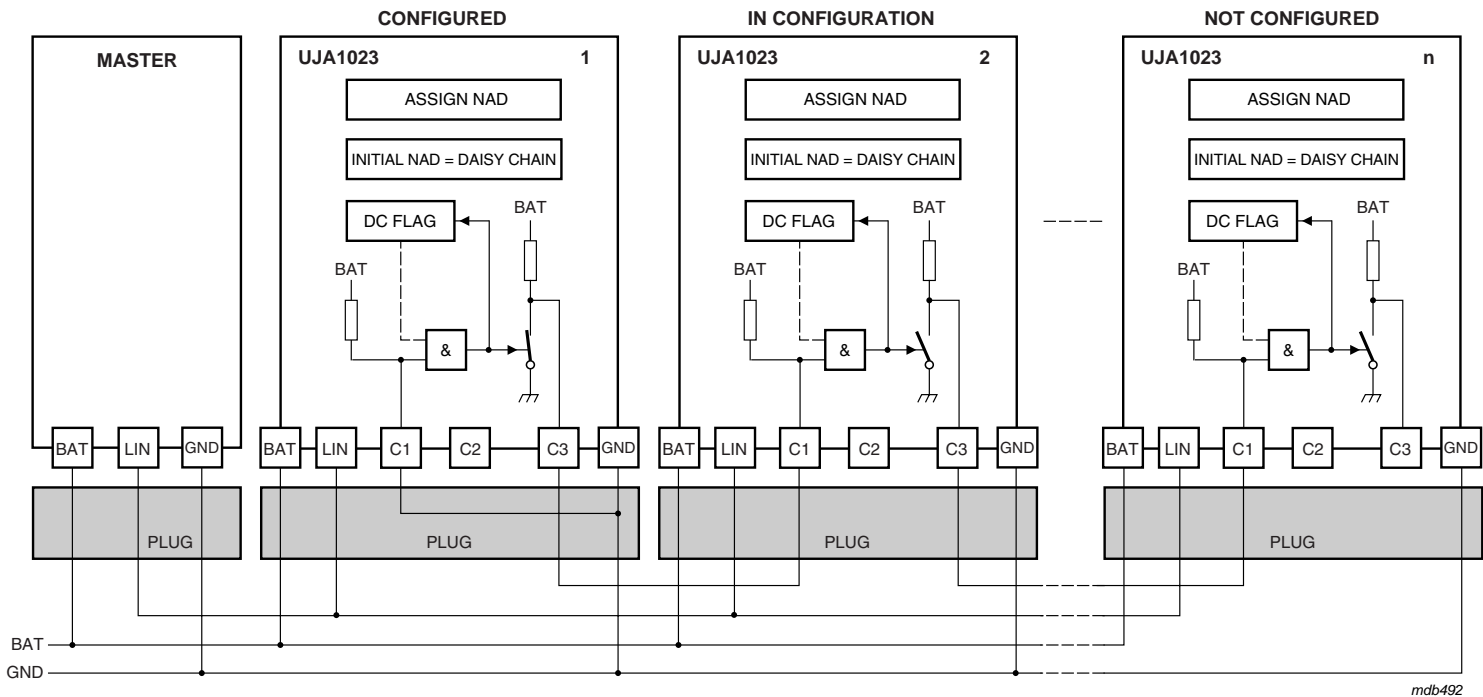 CONFIGURED
IN CONFIGURATION
NOT CONFIGURED
MASTER
UJA1023 1
UJA1023 2
UJA1023 n
ASSIGN NAD
ASSIGN NAD
ASSIGN NAD
INITIAL NAD = DAISY CHAIN
INITIAL NAD = DAISY CHAIN
INITIAL NAD = DAISY CHAIN
DC FLAG
BAT
DC FLAG
BAT
DC FLAG
BAT
BAT
BAT
BAT
&
&
&
BAT LIN GND
BAT LIN C1 C2 C3 GND
BAT LIN C1 C2 C3 GND
BAT LIN C1 C2 C3 GND
PLUG
PLUG
PLUG
PLUG
BAT
GND
mdb492